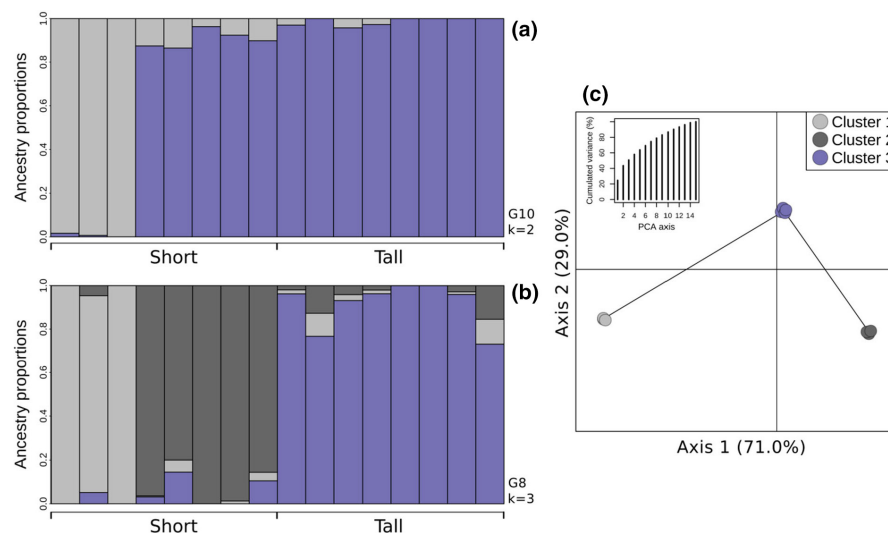 (a)
Ancestry proportions
0.0 0.2 0.4 0.6 0.8 1.0
G10
k=2
Short Tall
(b)
Ancestry proportions
0.0 0.2 0.4 0.6 0.8 1.0
G8
k=3
Short Tall
(c)
Cluster 1
Cluster 2
Cluster 3
Cumulated variance (%)
0 20 40 60 80 100
2 4 6 8 10 12 14
PCA axis
Axis 2 (29.0%)
Axis 1 (71.0%)